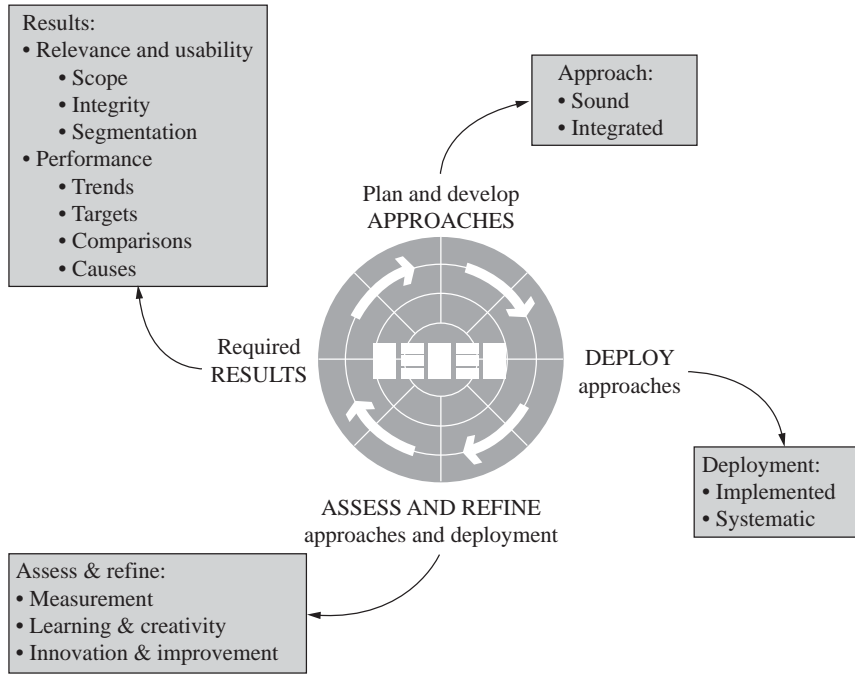 Results:
• Relevance and usability
• Scope
• Integrity
• Segmentation
• Performance
• Trends
• Targets
• Comparisons
• Causes
Approach:
• Sound
• Integrated
Plan and develop
APPROACHES
Required
RESULTS
DEPLOY
approaches
Deployment:
• Implemented
• Systematic
ASSESS AND REFINE
approaches and deployment
Assess & refine:
• Measurement
• Learning & creativity
• Innovation & improvement